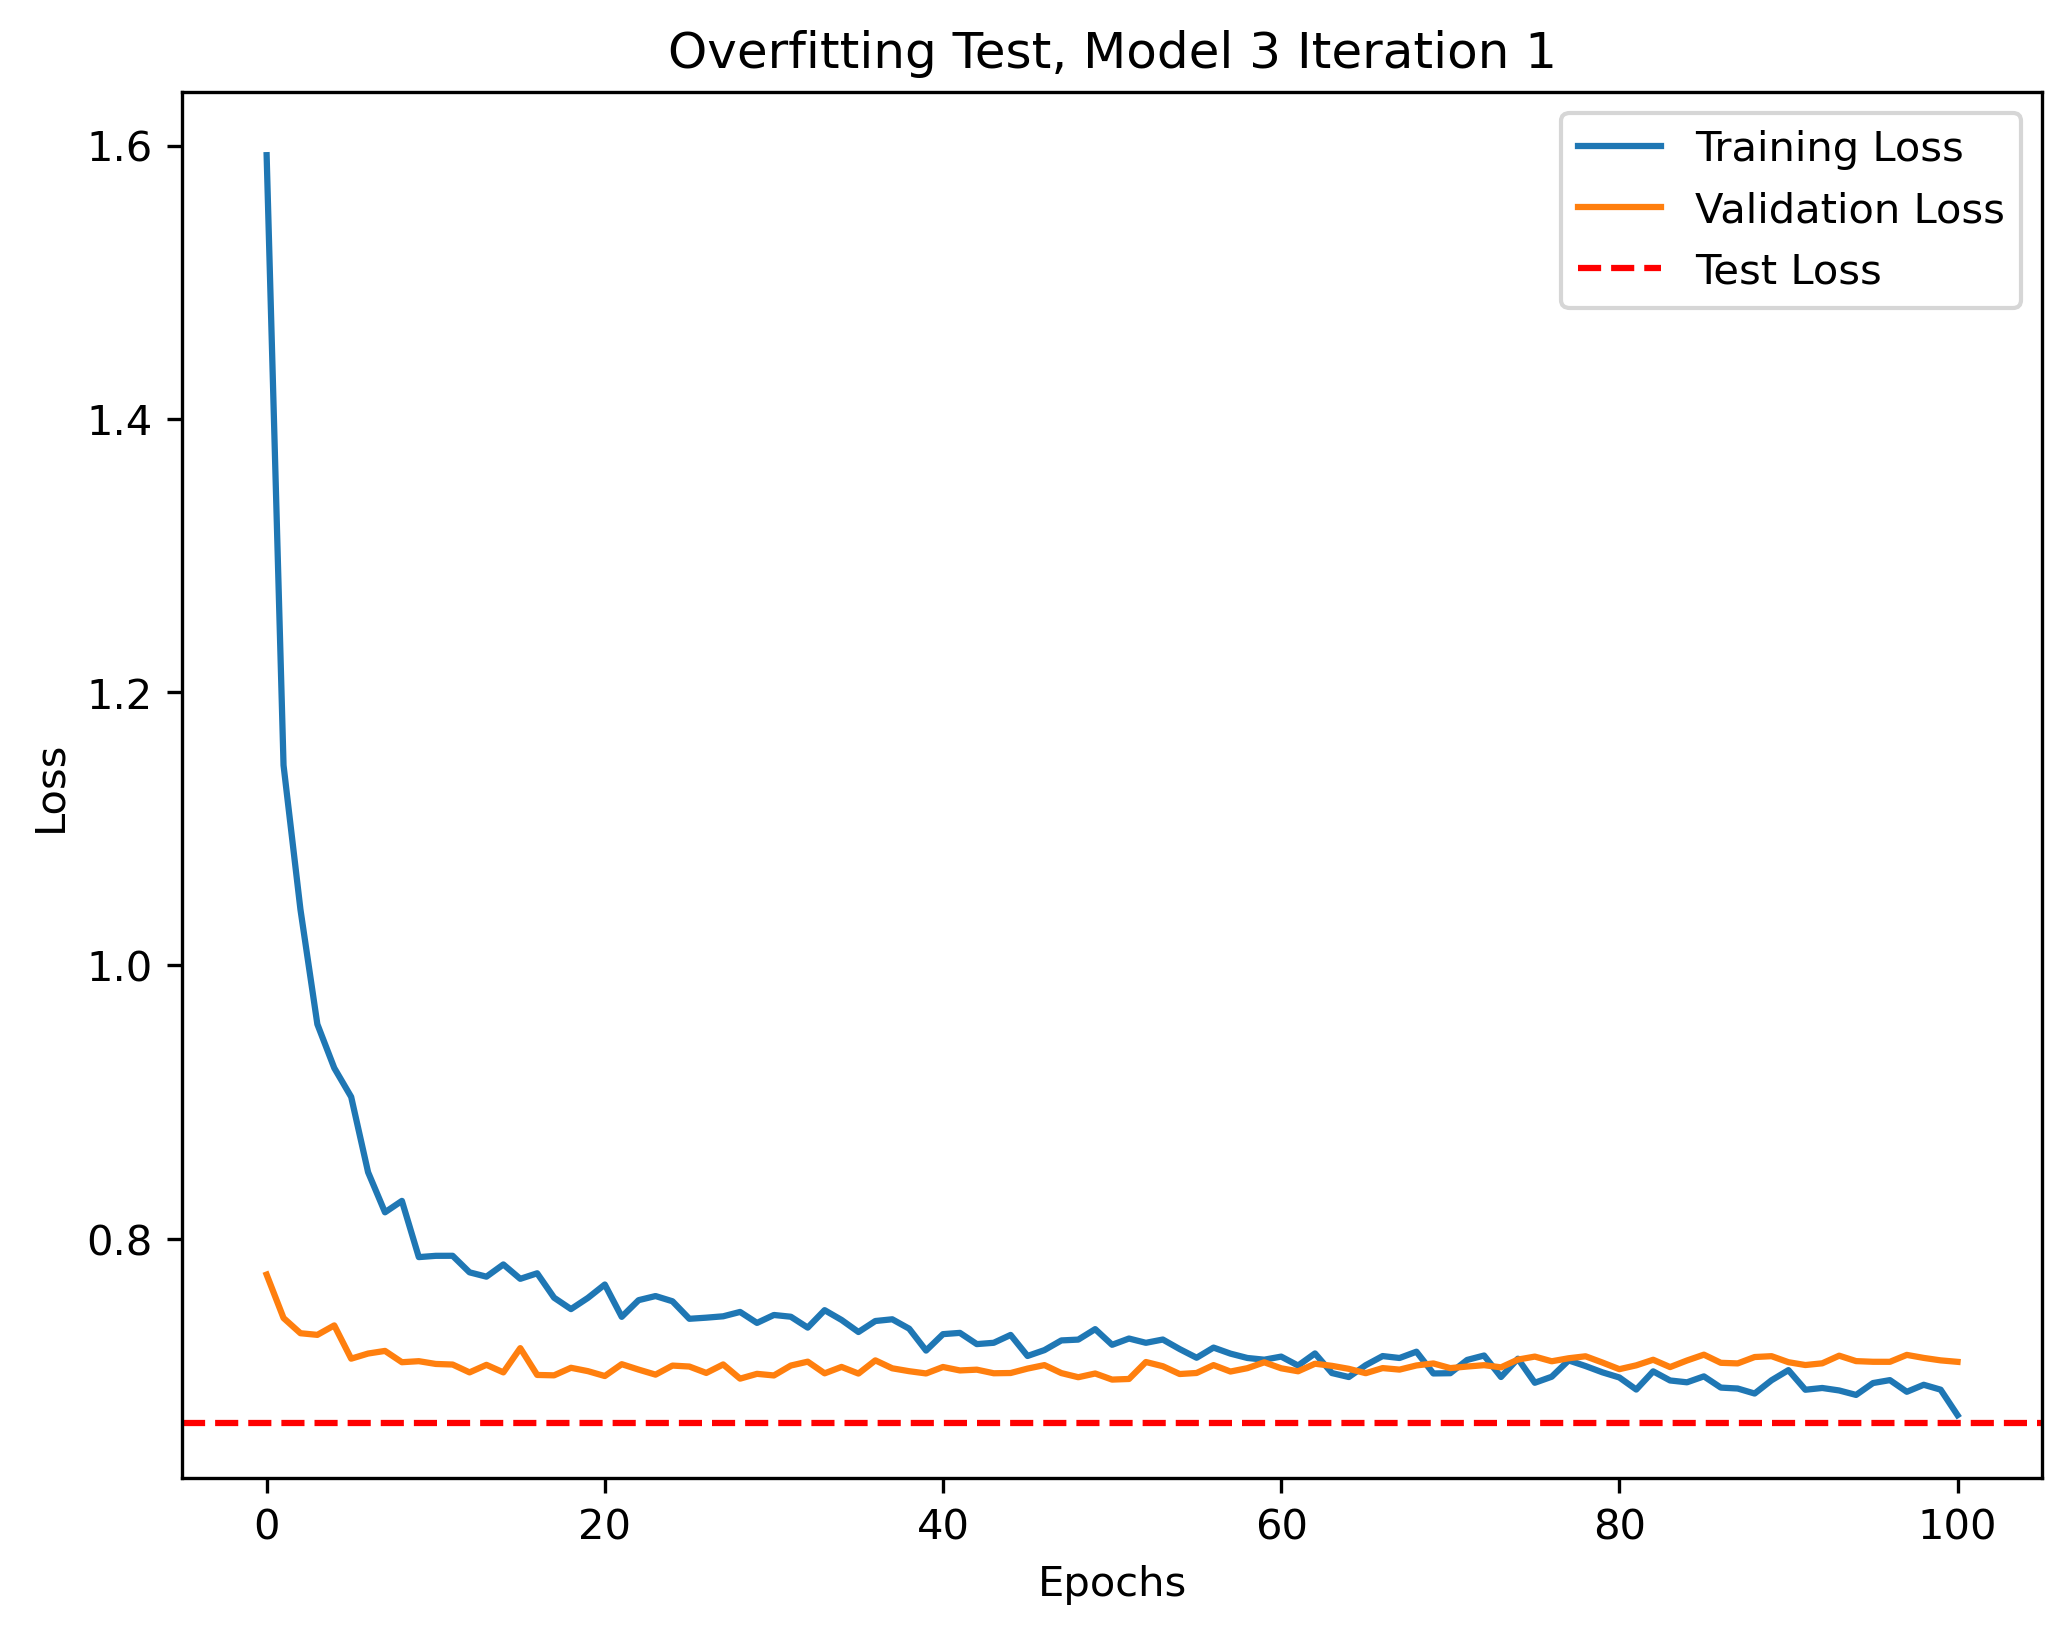 Overfitting Test, Model 3 Iteration 1
Training Loss
Validation Loss
Test Loss
1.6
1.4
1.2
1.0
0.8
Loss
0 20 40 60 80 100
Epochs